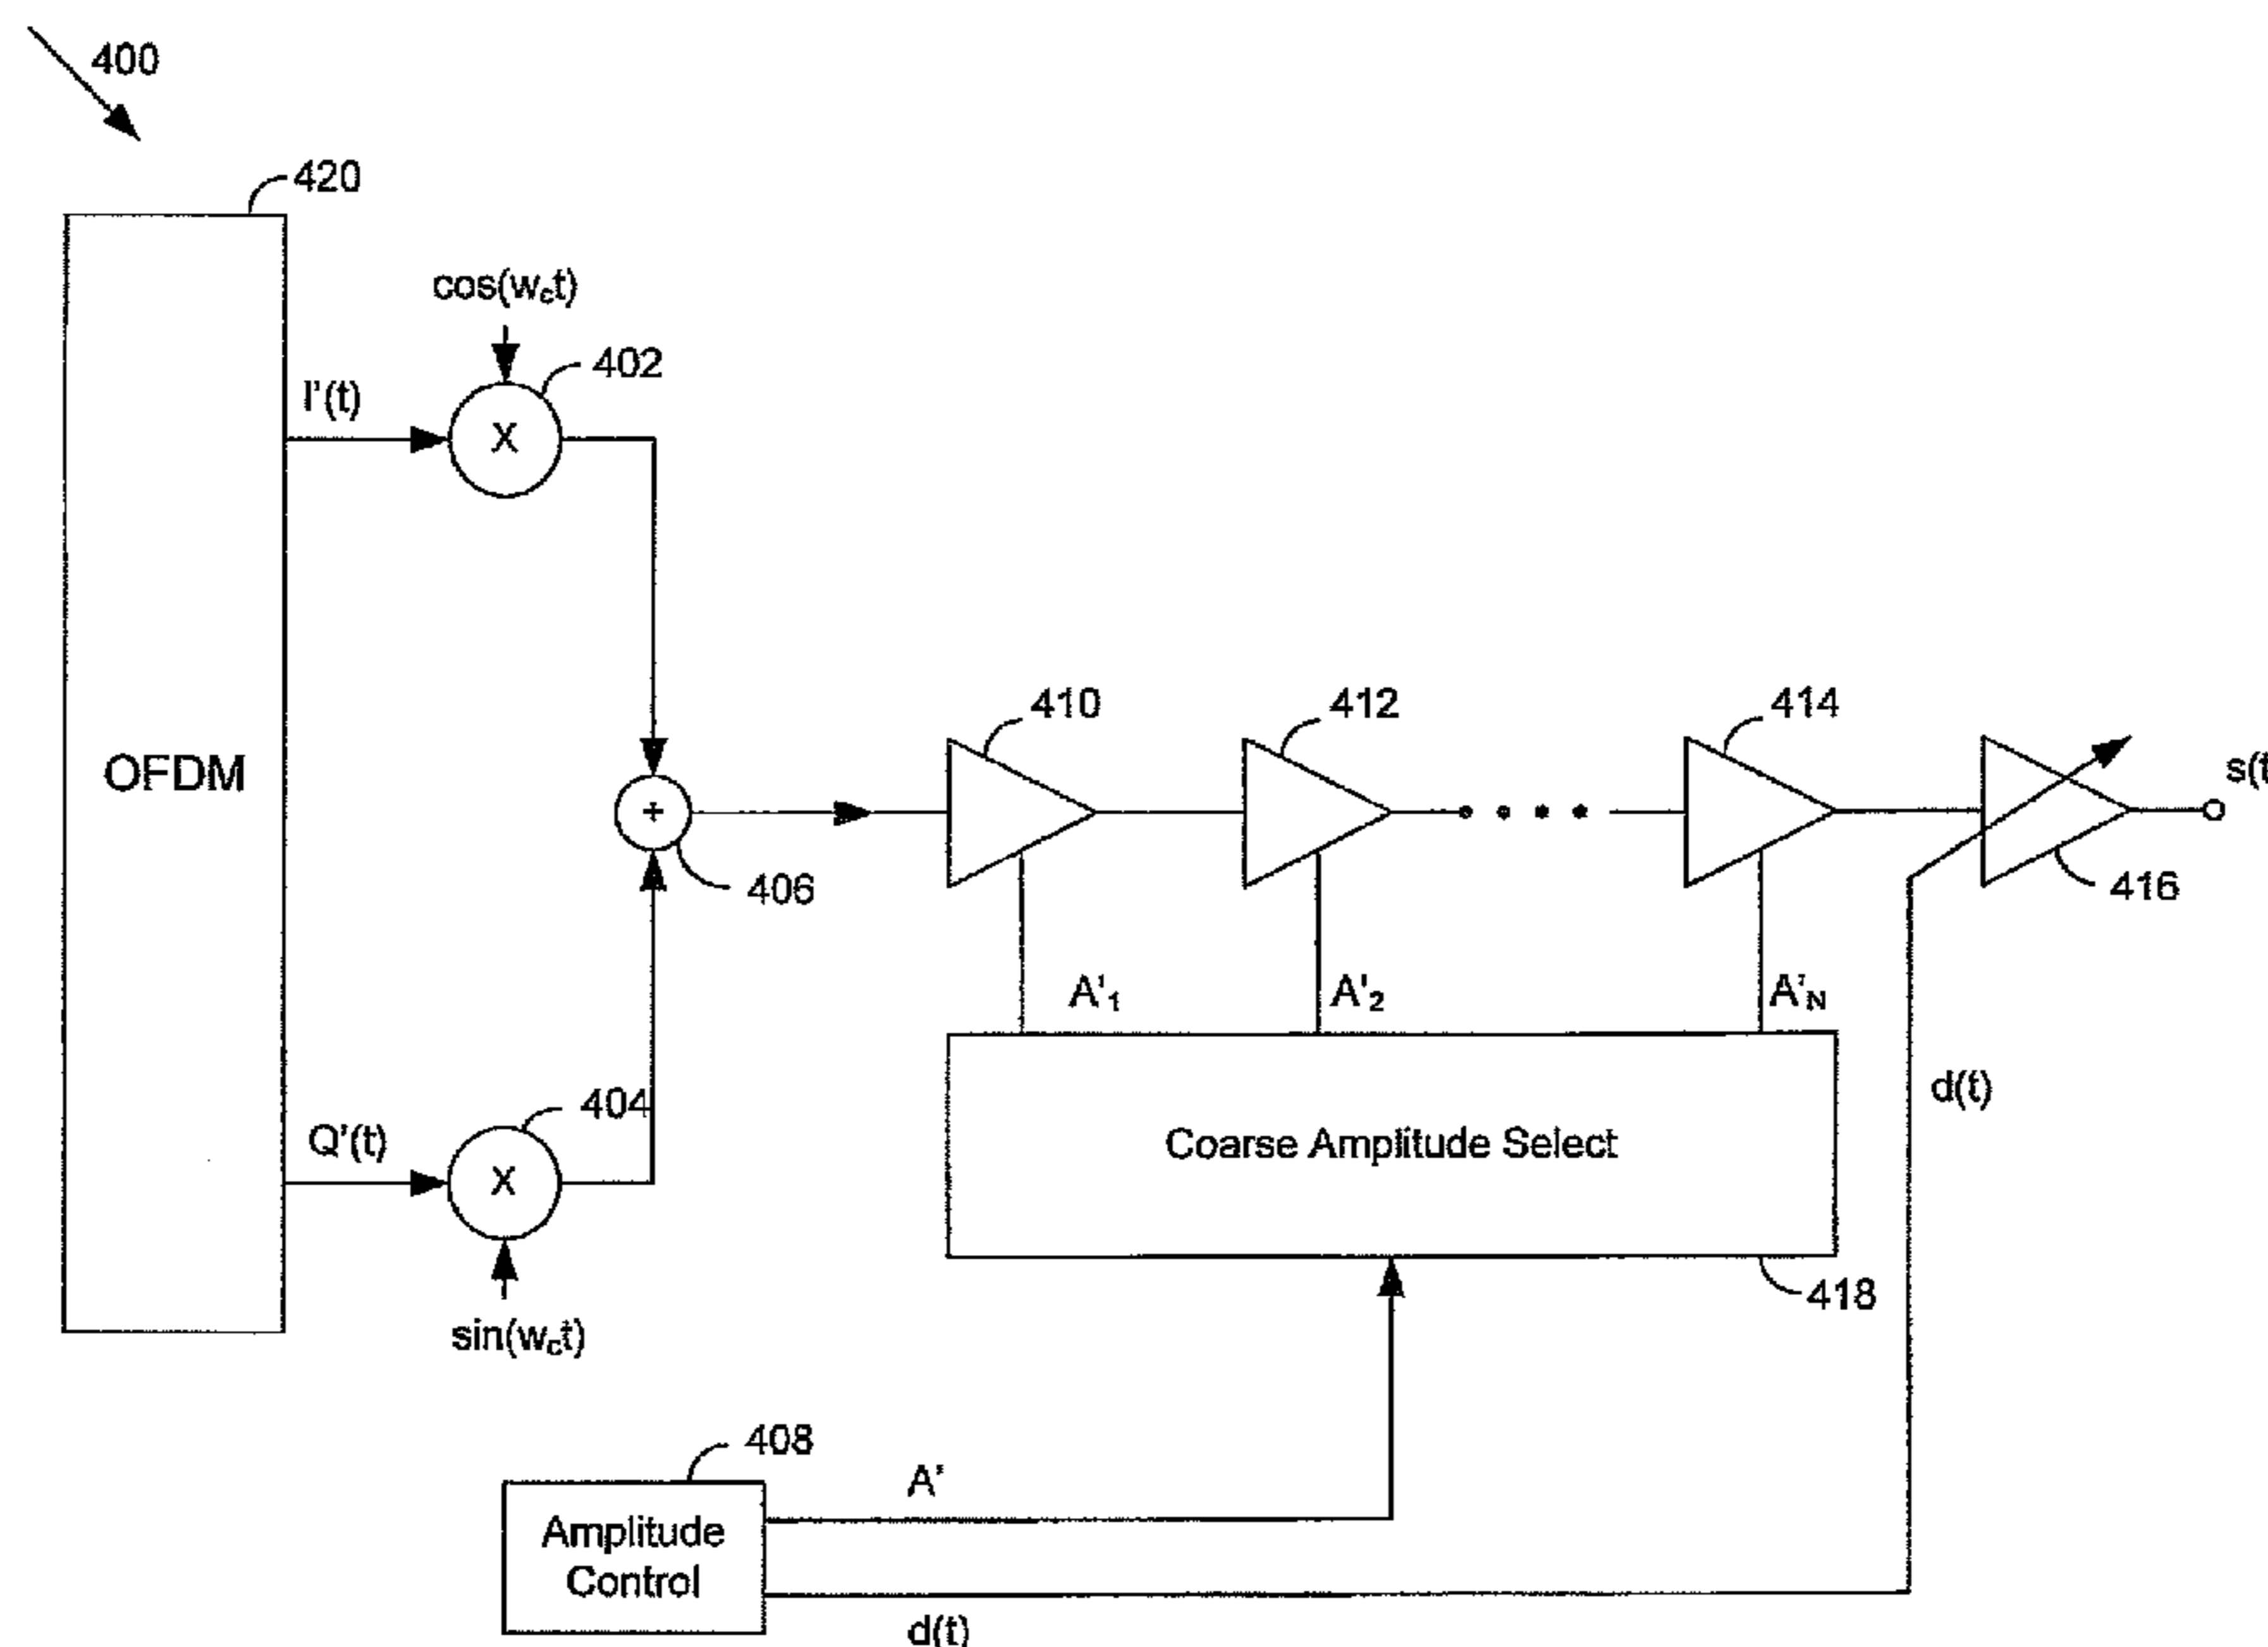 400
420
cos(wct)
402
I'(t)
X
410
412
414
OFDM
+
s(t
406
416
A'1
A'2
A'N
d(t)
404
Q'(t)
X
Coarse Amplitude Select
418
sin(wct)
408
A'
Amplitude
Control
d(t)